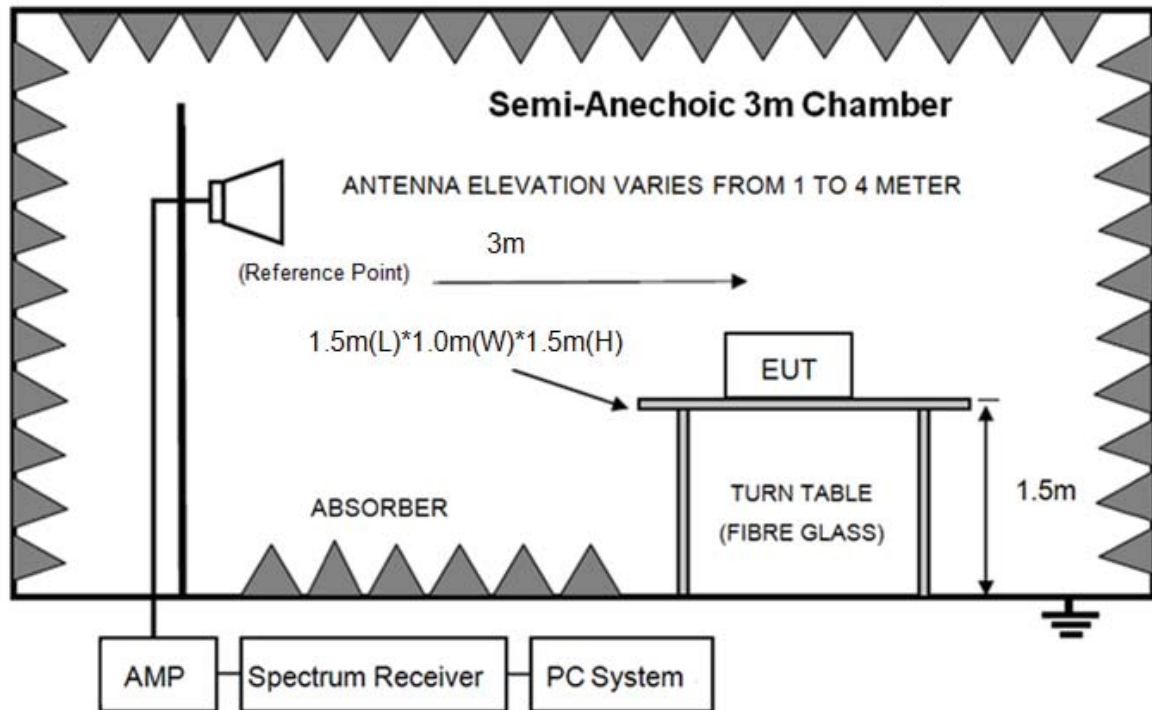 Semi-Anechoic 3m Chamber
ANTENNA ELEVATION VARIES FROM 1 TO 4 METER
3m
(Reference Point)
1.5m(L)*1.0m(W)*1.5m(H)
EUT
ABSORBER
TURN TABLE
(FIBRE GLASS)
1.5m
AMP
Spectrum Receiver
PC System